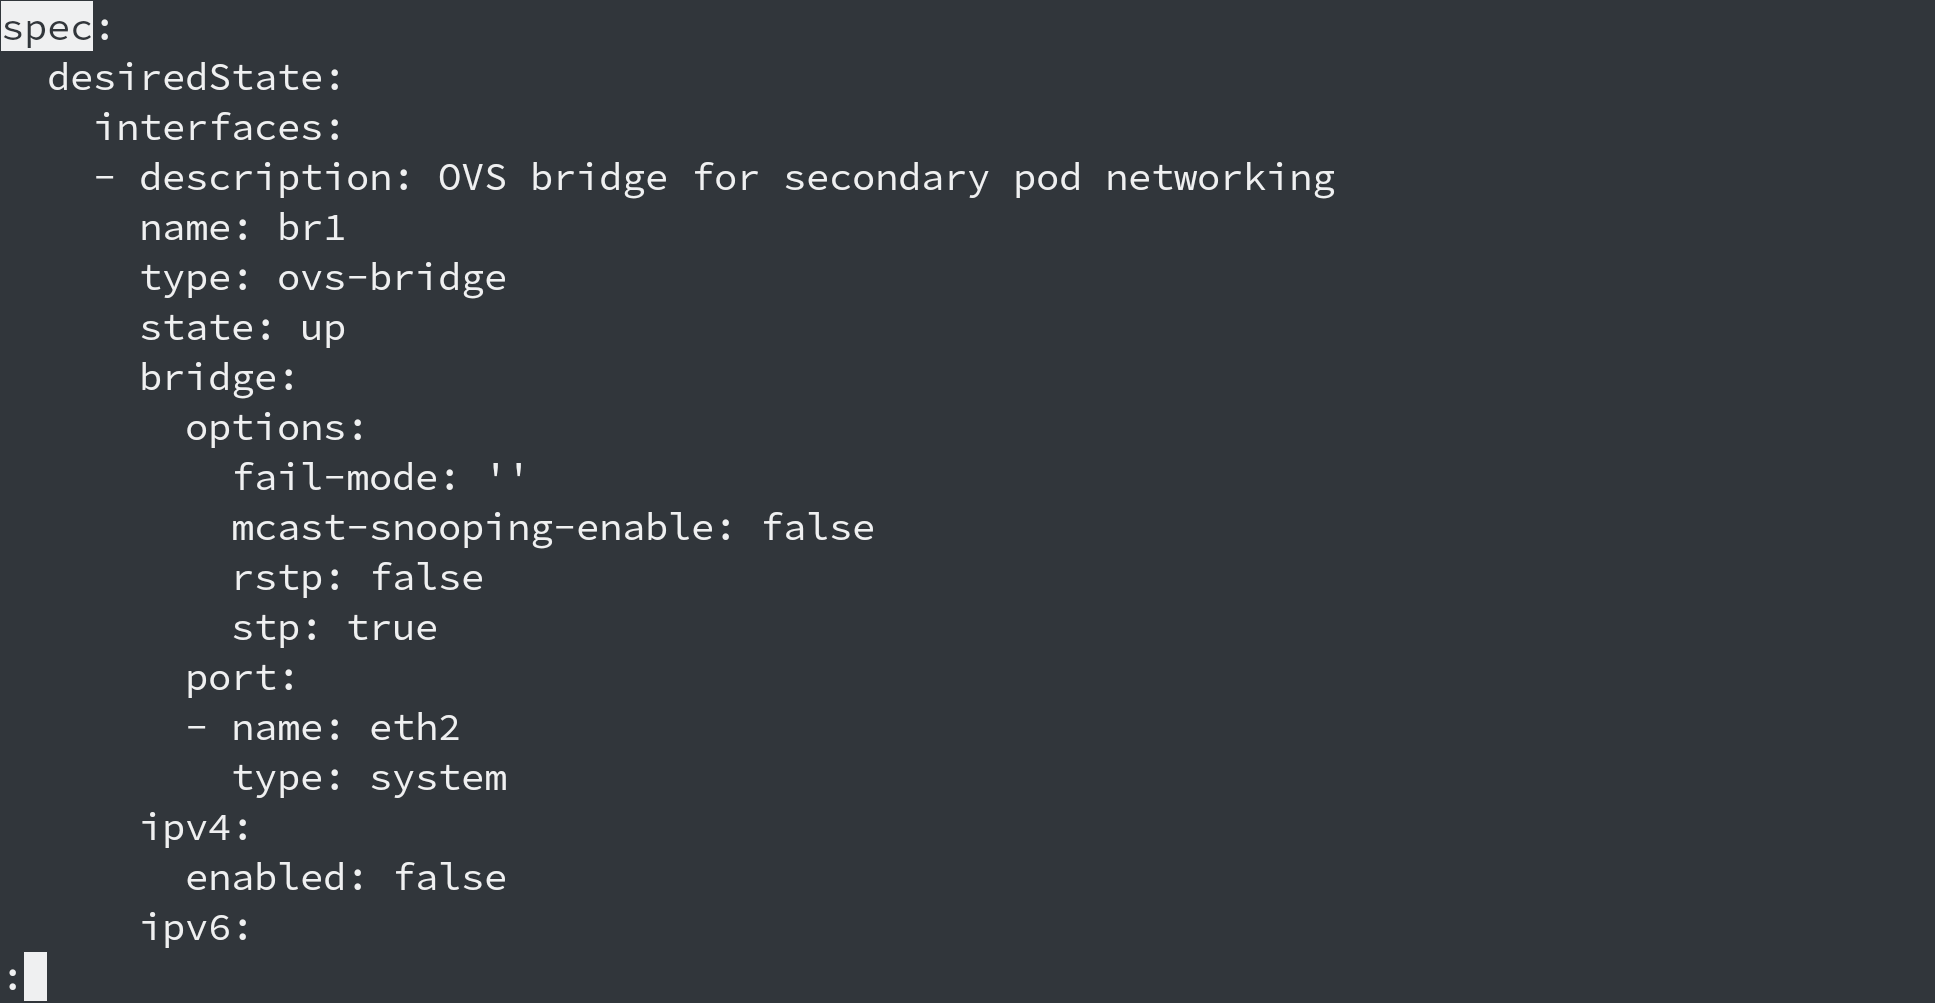 spec:
  desiredState:
    interfaces:
    - description: OVS bridge for secondary pod networking
      name: br1
      type: ovs-bridge
      state: up
      bridge:
        options:
          fail-mode: ''
          mcast-snooping-enable: false
          rstp: false
          stp: true
        port:
        - name: eth2
          type: system
      ipv4:
        enabled: false
      ipv6:
: